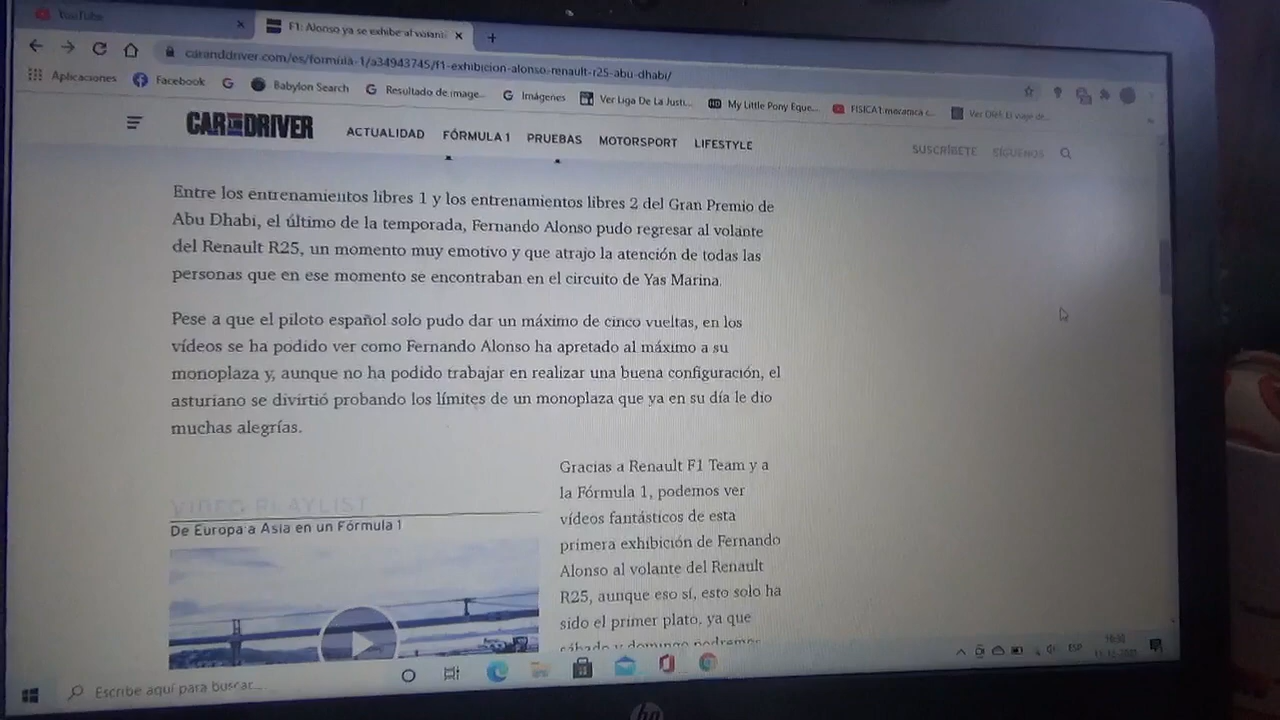 YouTube
F1: Alonso ya se exhibe al volant
caranddriver.com/es/formula-1/a34943745/f1-exhibicion-alonso-renault-r25-abu-dhabi/
Aplicaciones Facebook Babylon Search Resultado de image... Imágenes Ver Liga De La Justi... My Little Pony Eque... FISICA 1 mecanica c...
CAR AND DRIVER ACTUALIDAD FÓRMULA 1 PRUEBAS MOTORSPORT LIFESTYLE SUSCRÍBETE SÍGUENOS
Entre los entrenamientos libres 1 y los entrenamientos libres 2 del Gran Premio de
Abu Dhabi, el último de la temporada, Fernando Alonso pudo regresar al volante
del Renault R25, un momento muy emotivo y que atrajo la atención de todas las
personas que en ese momento se encontraban en el circuito de Yas Marina.
Pese a que el piloto español solo pudo dar un máximo de cinco vueltas, en los
vídeos se ha podido ver como Fernando Alonso ha apretado al máximo a su
monoplaza y, aunque no ha podido trabajar en realizar una buena configuración, el
asturiano se divirtió probando los límites de un monoplaza que ya en su día le dio
muchas alegrías.
VIDEO PLAYLIST
De Europa a Asia en un Fórmula 1
Gracias a Renault F1 Team y a
la Fórmula 1, podemos ver
vídeos fantásticos de esta
primera exhibición de Fernando
Alonso al volante del Renault
R25, aunque eso sí, esto solo ha
sido el primer plato, ya que
sábado y domingo podremos
Escribe aquí para buscar...
ESP
hp